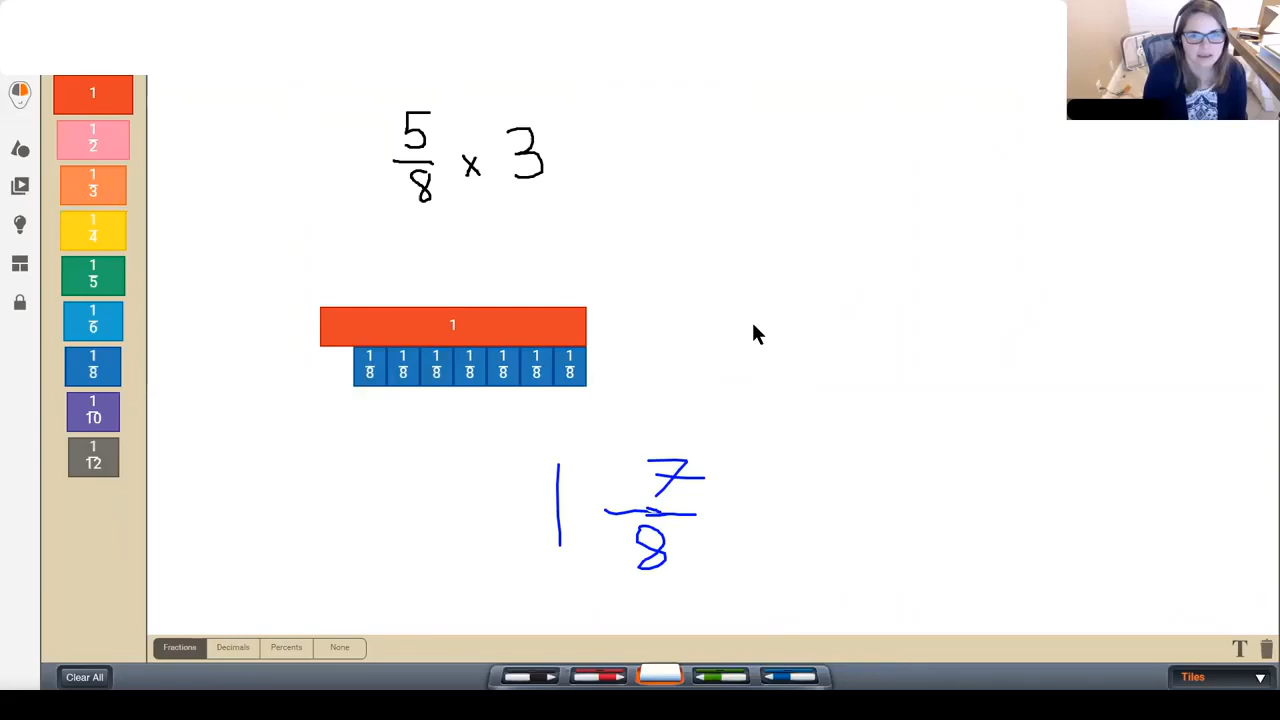 5/8 x 3
1
1/2
1/3
1/4
1/5
1/6
1/8
1/10
1/12
1
1/8 1/8 1/8 1/8 1/8 1/8 1/8
1 7/8
Fractions Decimals Percents None
T
Clear All
Tiles